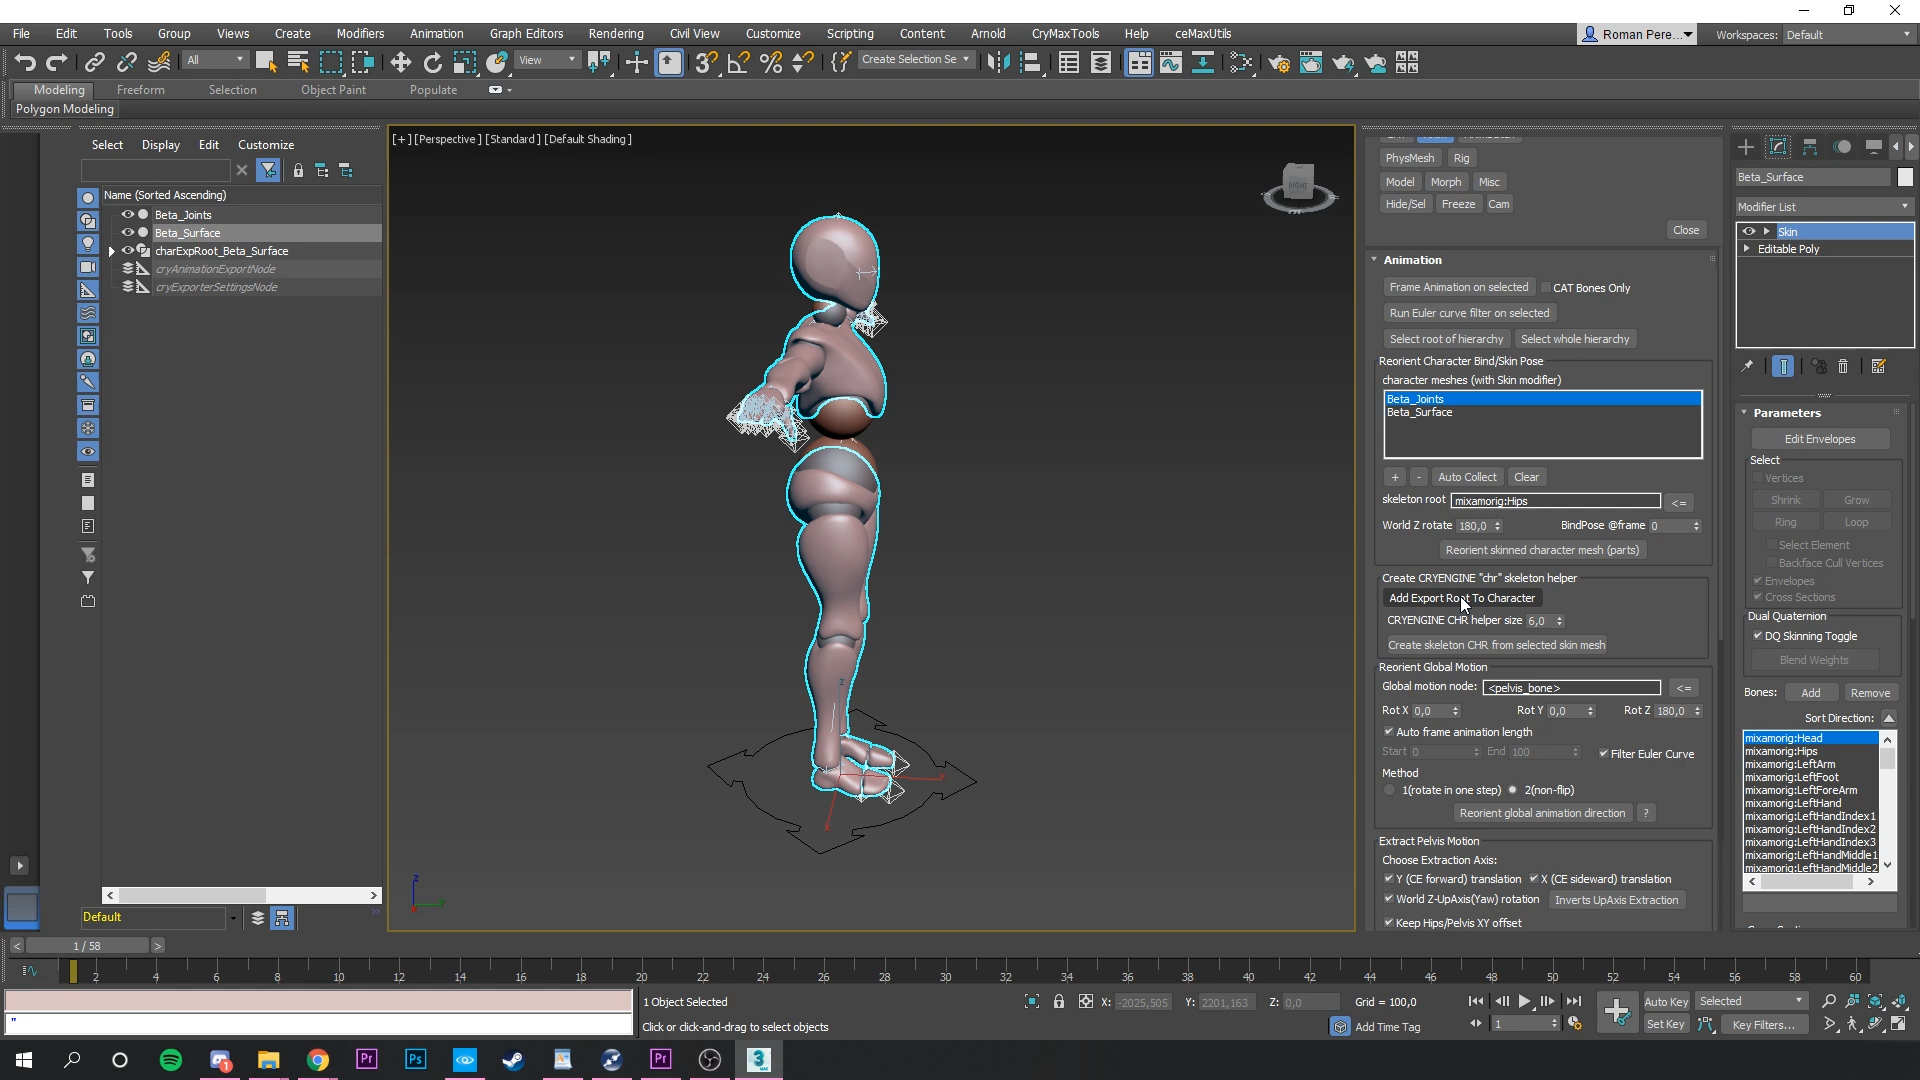 File Edit Tools Group Views Create Modifiers Animation Graph Editors Rendering Civil View Customize Scripting Content Arnold CryMaxTools Help ceMaxUtils Roman Pere... Workspaces: Default
All View Create Selection Se
Modeling Freeform Selection Object Paint Populate
Polygon Modeling
Select Display Edit Customize
Name (Sorted Ascending)
Beta_Joints
Beta_Surface
charExpRoot_Beta_Surface
cryAnimationExportNode
cryExporterSettingsNode
Default
[+] [Perspective] [Standard] [Default Shading]
RIGHT
z
z
PhysMesh Rig
Model Morph Misc
Hide/Sel Freeze Cam
Close
Animation
Frame Animation on selected CAT Bones Only
Run Euler curve filter on selected
Select root of hierarchy Select whole hierarchy
Reorient Character Bind/Skin Pose
character meshes (with Skin modifier)
Beta_Joints
Beta_Surface
+ - Auto Collect Clear
skeleton root mixamorig:Hips <=
World Z rotate 180,0 BindPose @frame 0
Reorient skinned character mesh (parts)
Create CRYENGINE "chr" skeleton helper
Add Export Root To Character
CRYENGINE CHR helper size 6,0
Create skeleton CHR from selected skin mesh
Reorient Global Motion
Global motion node: <pelvis_bone> <=
Rot X 0,0 Rot Y 0,0 Rot Z 180,0
Auto frame animation length
Start 0 End 100 Filter Euler Curve
Method
1(rotate in one step) 2(non-flip)
Reorient global animation direction ?
Extract Pelvis Motion
Choose Extraction Axis:
Y (CE forward) translation X (CE sideward) translation
World Z-UpAxis(Yaw) rotation Inverts UpAxis Extraction
Keep Hips/Pelvis XY offset
Beta_Surface
Modifier List
Skin
Editable Poly
Parameters
Edit Envelopes
Select
Vertices
Shrink Grow
Ring Loop
Select Element
Backface Cull Vertices
Envelopes
Cross Sections
Dual Quaternion
DQ Skinning Toggle
Blend Weights
Bones: Add Remove
Sort Direction:
mixamorig:Head
mixamorig:Hips
mixamorig:LeftArm
mixamorig:LeftFoot
mixamorig:LeftForeArm
mixamorig:LeftHand
mixamorig:LeftHandIndex1
mixamorig:LeftHandIndex2
mixamorig:LeftHandIndex3
mixamorig:LeftHandMiddle1
mixamorig:LeftHandMiddle2
< 1 / 58 >
2 4 6 8 10 12 14 16 18 20 22 24 26 28 30 32 34 36 38 40 42 44 46 48 50 52 54 56 58 60
1 Object Selected X: -2025,505 Y: 2201,163 Z: 0,0 Grid = 100,0 Auto Key Selected
" Click or click-and-drag to select objects Add Time Tag 1 Set Key Key Filters...
Pr Ps Pr 3